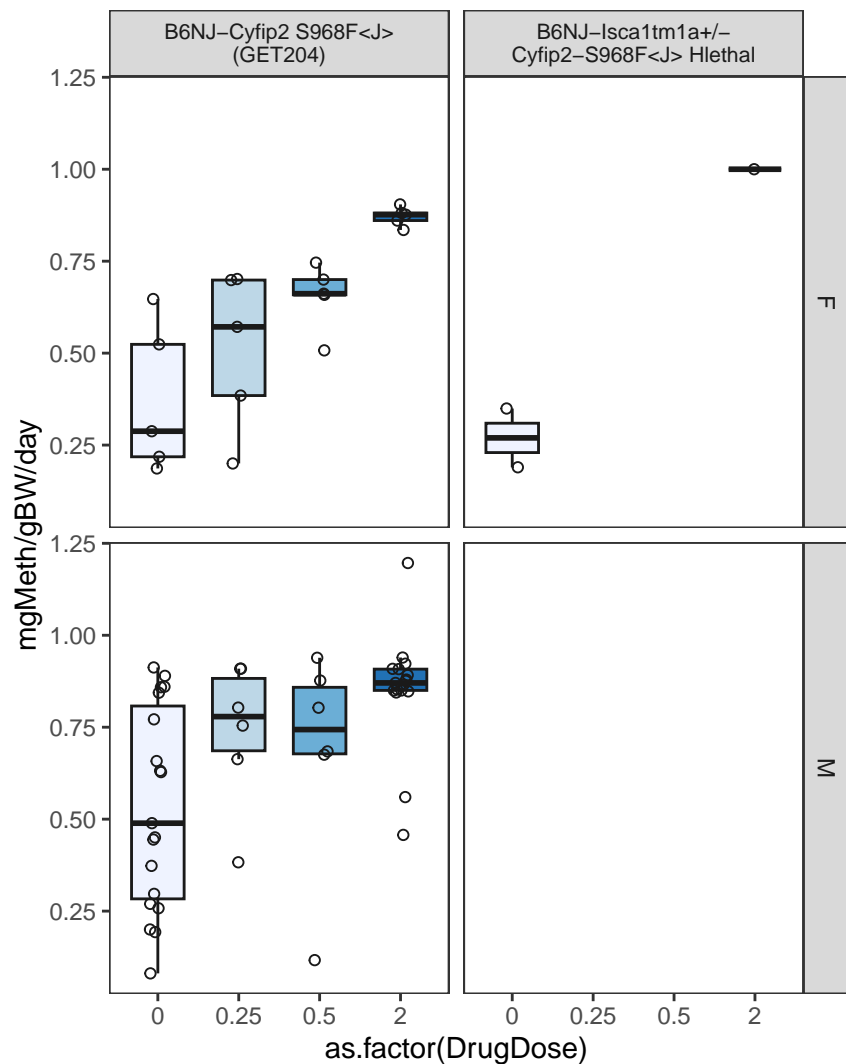 B6NJ−Cyfip2 S968F<J>
(GET204)
B6NJ−Isca1tm1a+/−
Cyfip2−S968F<J> Hlethal
1.25
1.00
0.75
0.50
0.25
F
1.25
1.00
0.75
0.50
0.25
M
mgMeth/gBW/day
0 0.25 0.5 2
0 0.25 0.5 2
as.factor(DrugDose)